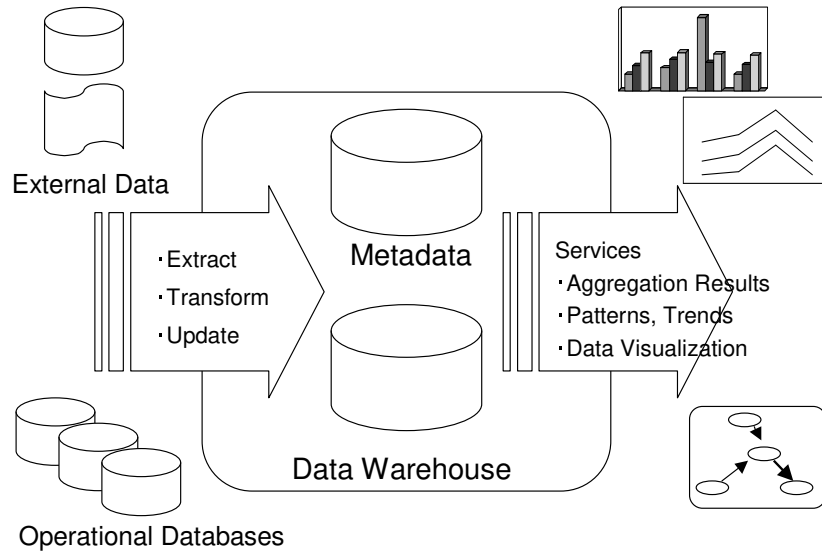 External Data
・Extract
・Transform
・Update
Metadata
Services
・Aggregation Results
・Patterns, Trends
・Data Visualization
Data Warehouse
Operational Databases